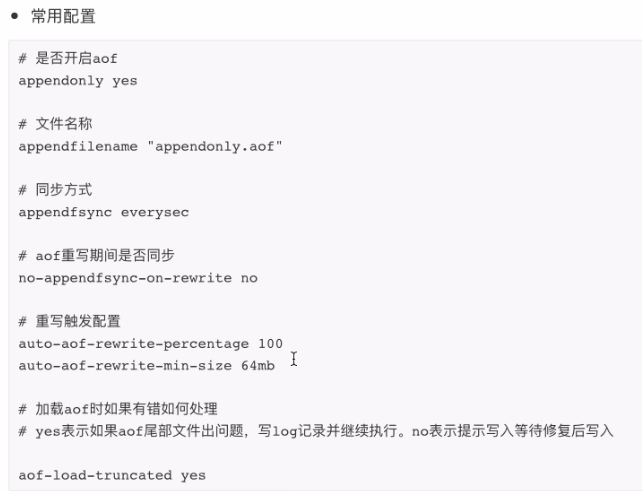 • 常用配置
# 是否开启aof
appendonly yes
# 文件名称
appendfilename "appendonly.aof"
# 同步方式
appendfsync everysec
# aof重写期间是否同步
no-appendfsync-on-rewrite no
# 重写触发配置
auto-aof-rewrite-percentage 100
auto-aof-rewrite-min-size 64mb
# 加载aof时如果有错如何处理
# yes表示如果aof尾部文件出问题，写log记录并继续执行。no表示提示写入等待修复后写入
aof-load-truncated yes